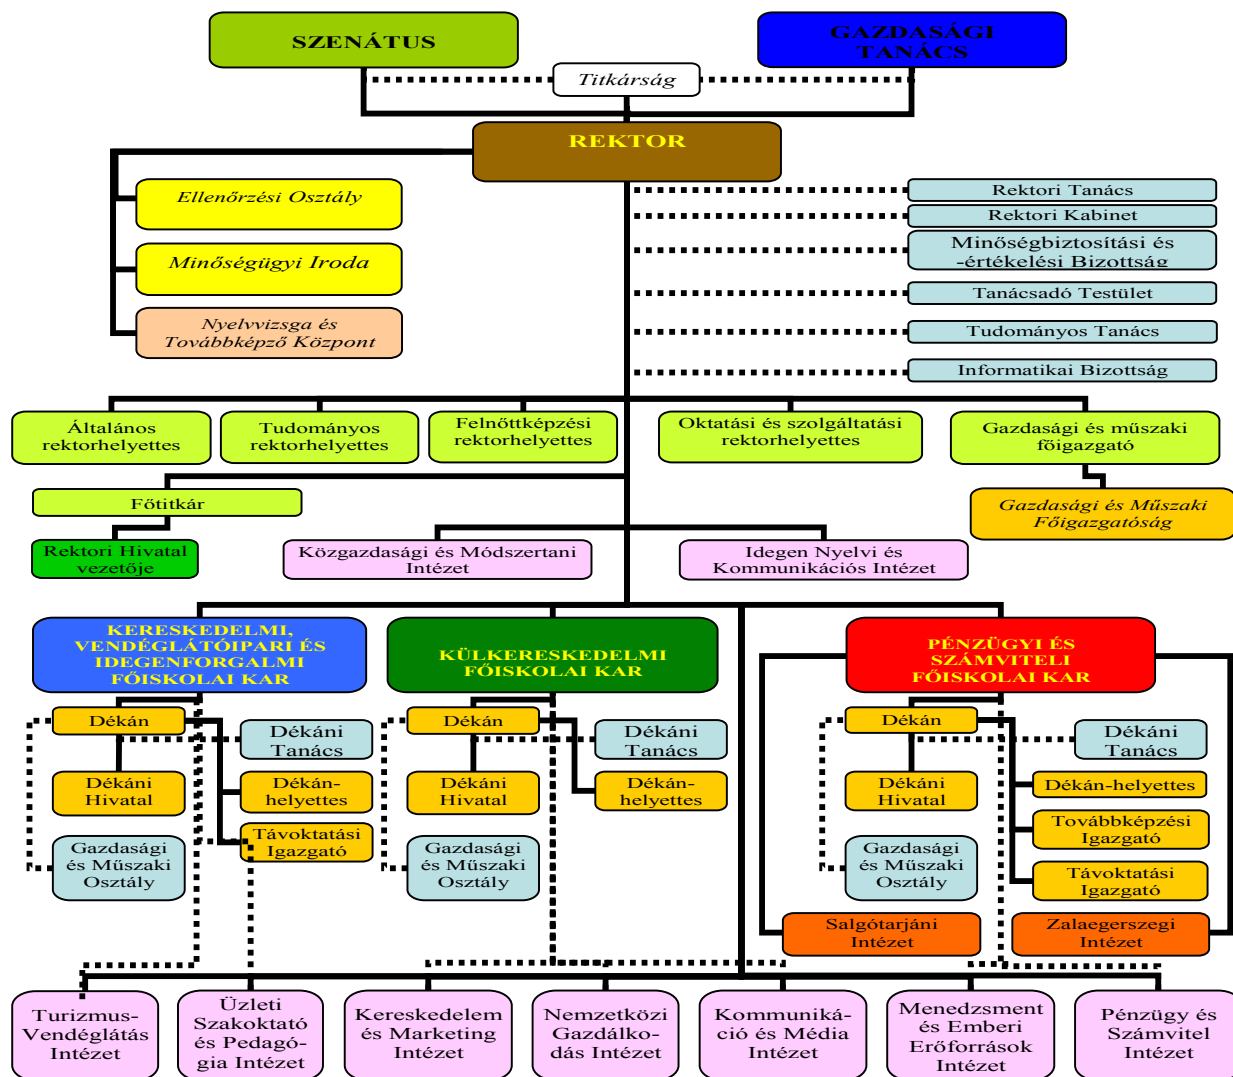 SZENÁTUS
GAZDASÁGI
TANÁCS
Titkárság
REKTOR
Ellenőrzési Osztály
Minőségügyi Iroda
Nyelvvizsga és
Továbbképző Központ
Rektori Tanács
Rektori Kabinet
Minőségbiztosítási és
-értékelési Bizottság
Tanácsadó Testület
Tudományos Tanács
Informatikai Bizottság
Általános
rektorhelyettes
Tudományos
rektorhelyettes
Felnőttképzési
rektorhelyettes
Oktatási és szolgáltatási
rektorhelyettes
Gazdasági és műszaki
főigazgató
Főtitkár
Gazdasági és Műszaki
Főigazgatóság
Rektori Hivatal
vezetője
Közgazdasági és Módszertani
Intézet
Idegen Nyelvi és
Kommunikációs Intézet
KERESKEDELMI,
VENDÉGLÁTÓIPARI ÉS
IDEGENFORGALMI
FŐISKOLAI KAR
KÜLKERESKEDELMI
FŐISKOLAI KAR
PÉNZÜGYI ÉS
SZÁMVITELI
FŐISKOLAI KAR
Dékán
Dékáni
Tanács
Dékáni
Hivatal
Dékán-
helyettes
Távoktatási
Igazgató
Gazdasági
és Műszaki
Osztály
Dékán
Dékáni
Tanács
Dékáni
Hivatal
Dékán-
helyettes
Gazdasági
és Műszaki
Osztály
Dékán
Dékáni
Tanács
Dékáni
Hivatal
Dékán-helyettes
Továbbképzési
Igazgató
Gazdasági
és Műszaki
Osztály
Távoktatási
Igazgató
Salgótarjáni
Intézet
Zalaegerszegi
Intézet
Turizmus-
Vendéglátás
Intézet
Üzleti
Szakoktató
és Pedagó-
gia Intézet
Kereskedelem
és Marketing
Intézet
Nemzetközi
Gazdálko-
dás Intézet
Kommuniká-
ció és Média
Intézet
Menedzsment
és Emberi
Erőforrások
Intézet
Pénzügy és
Számvitel
Intézet